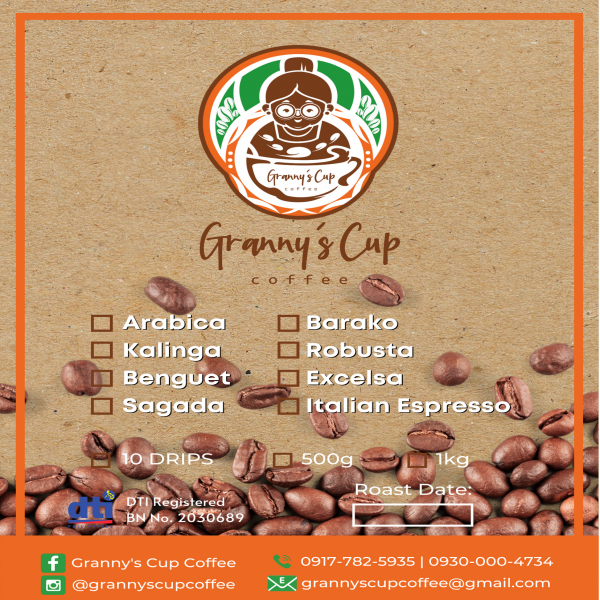 Granny's Cup
coffee
Granny's Cup
coffee
Arabica
Kalinga
Benguet
Sagada
Barako
Robusta
Excelsa
Italian Espresso
10 DRIPS
500g
1kg
Roast Date:
dti
DTI Registered
BN No. 2030689
Granny's Cup Coffee
@grannyscupcoffee
0917-782-5935 | 0930-000-4734
grannyscupcoffee@gmail.com